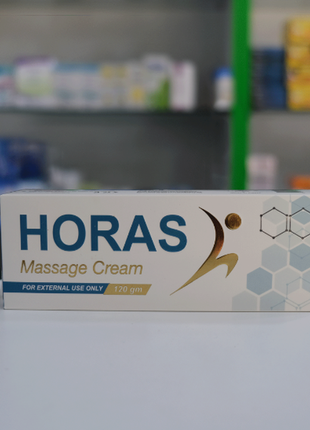 HORAS
Massage Cream
FOR EXTERNAL USE ONLY 120 gm